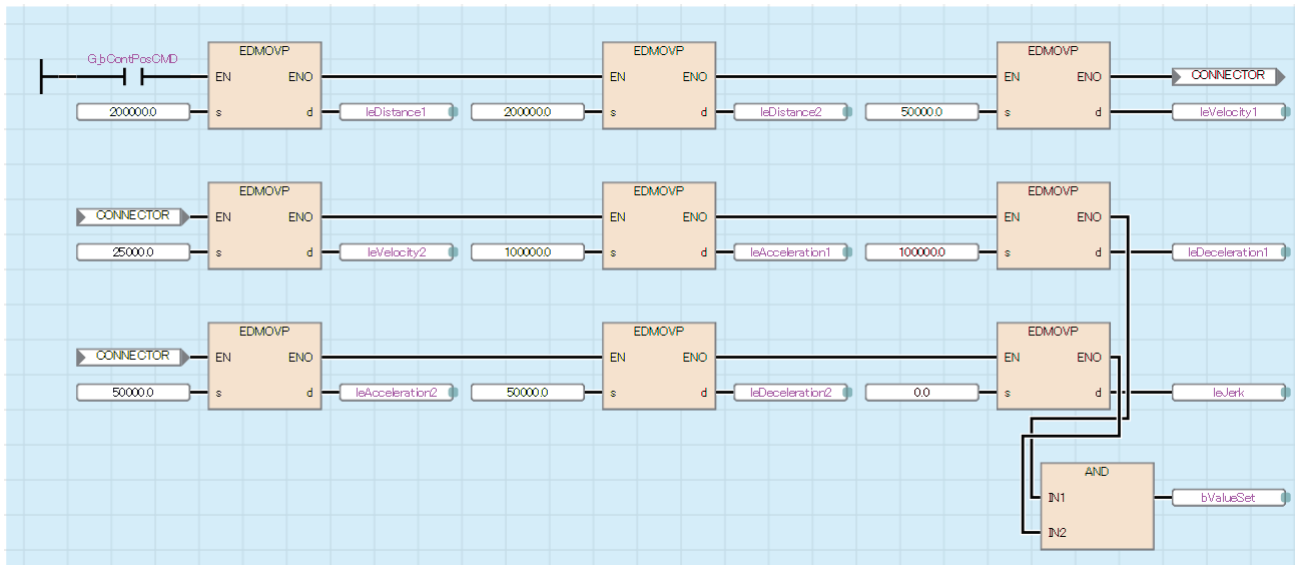 G_bContPosCMD
EDMOVP EDMOVP EDMOVP
EN ENO EN ENO EN ENO CONNECTOR
200000.0 s d leDistance1 200000.0 s d leDistance2 50000.0 s d leVelocity1
EDMOVP EDMOVP EDMOVP
CONNECTOR EN ENO EN ENO EN ENO
25000.0 s d leVelocity2 100000.0 s d leAcceleration1 100000.0 s d leDeceleration1
EDMOVP EDMOVP EDMOVP
CONNECTOR EN ENO EN ENO EN ENO
50000.0 s d leAcceleration2 50000.0 s d leDeceleration2 0.0 s d leJerk
AND
IN1 bValueSet
IN2